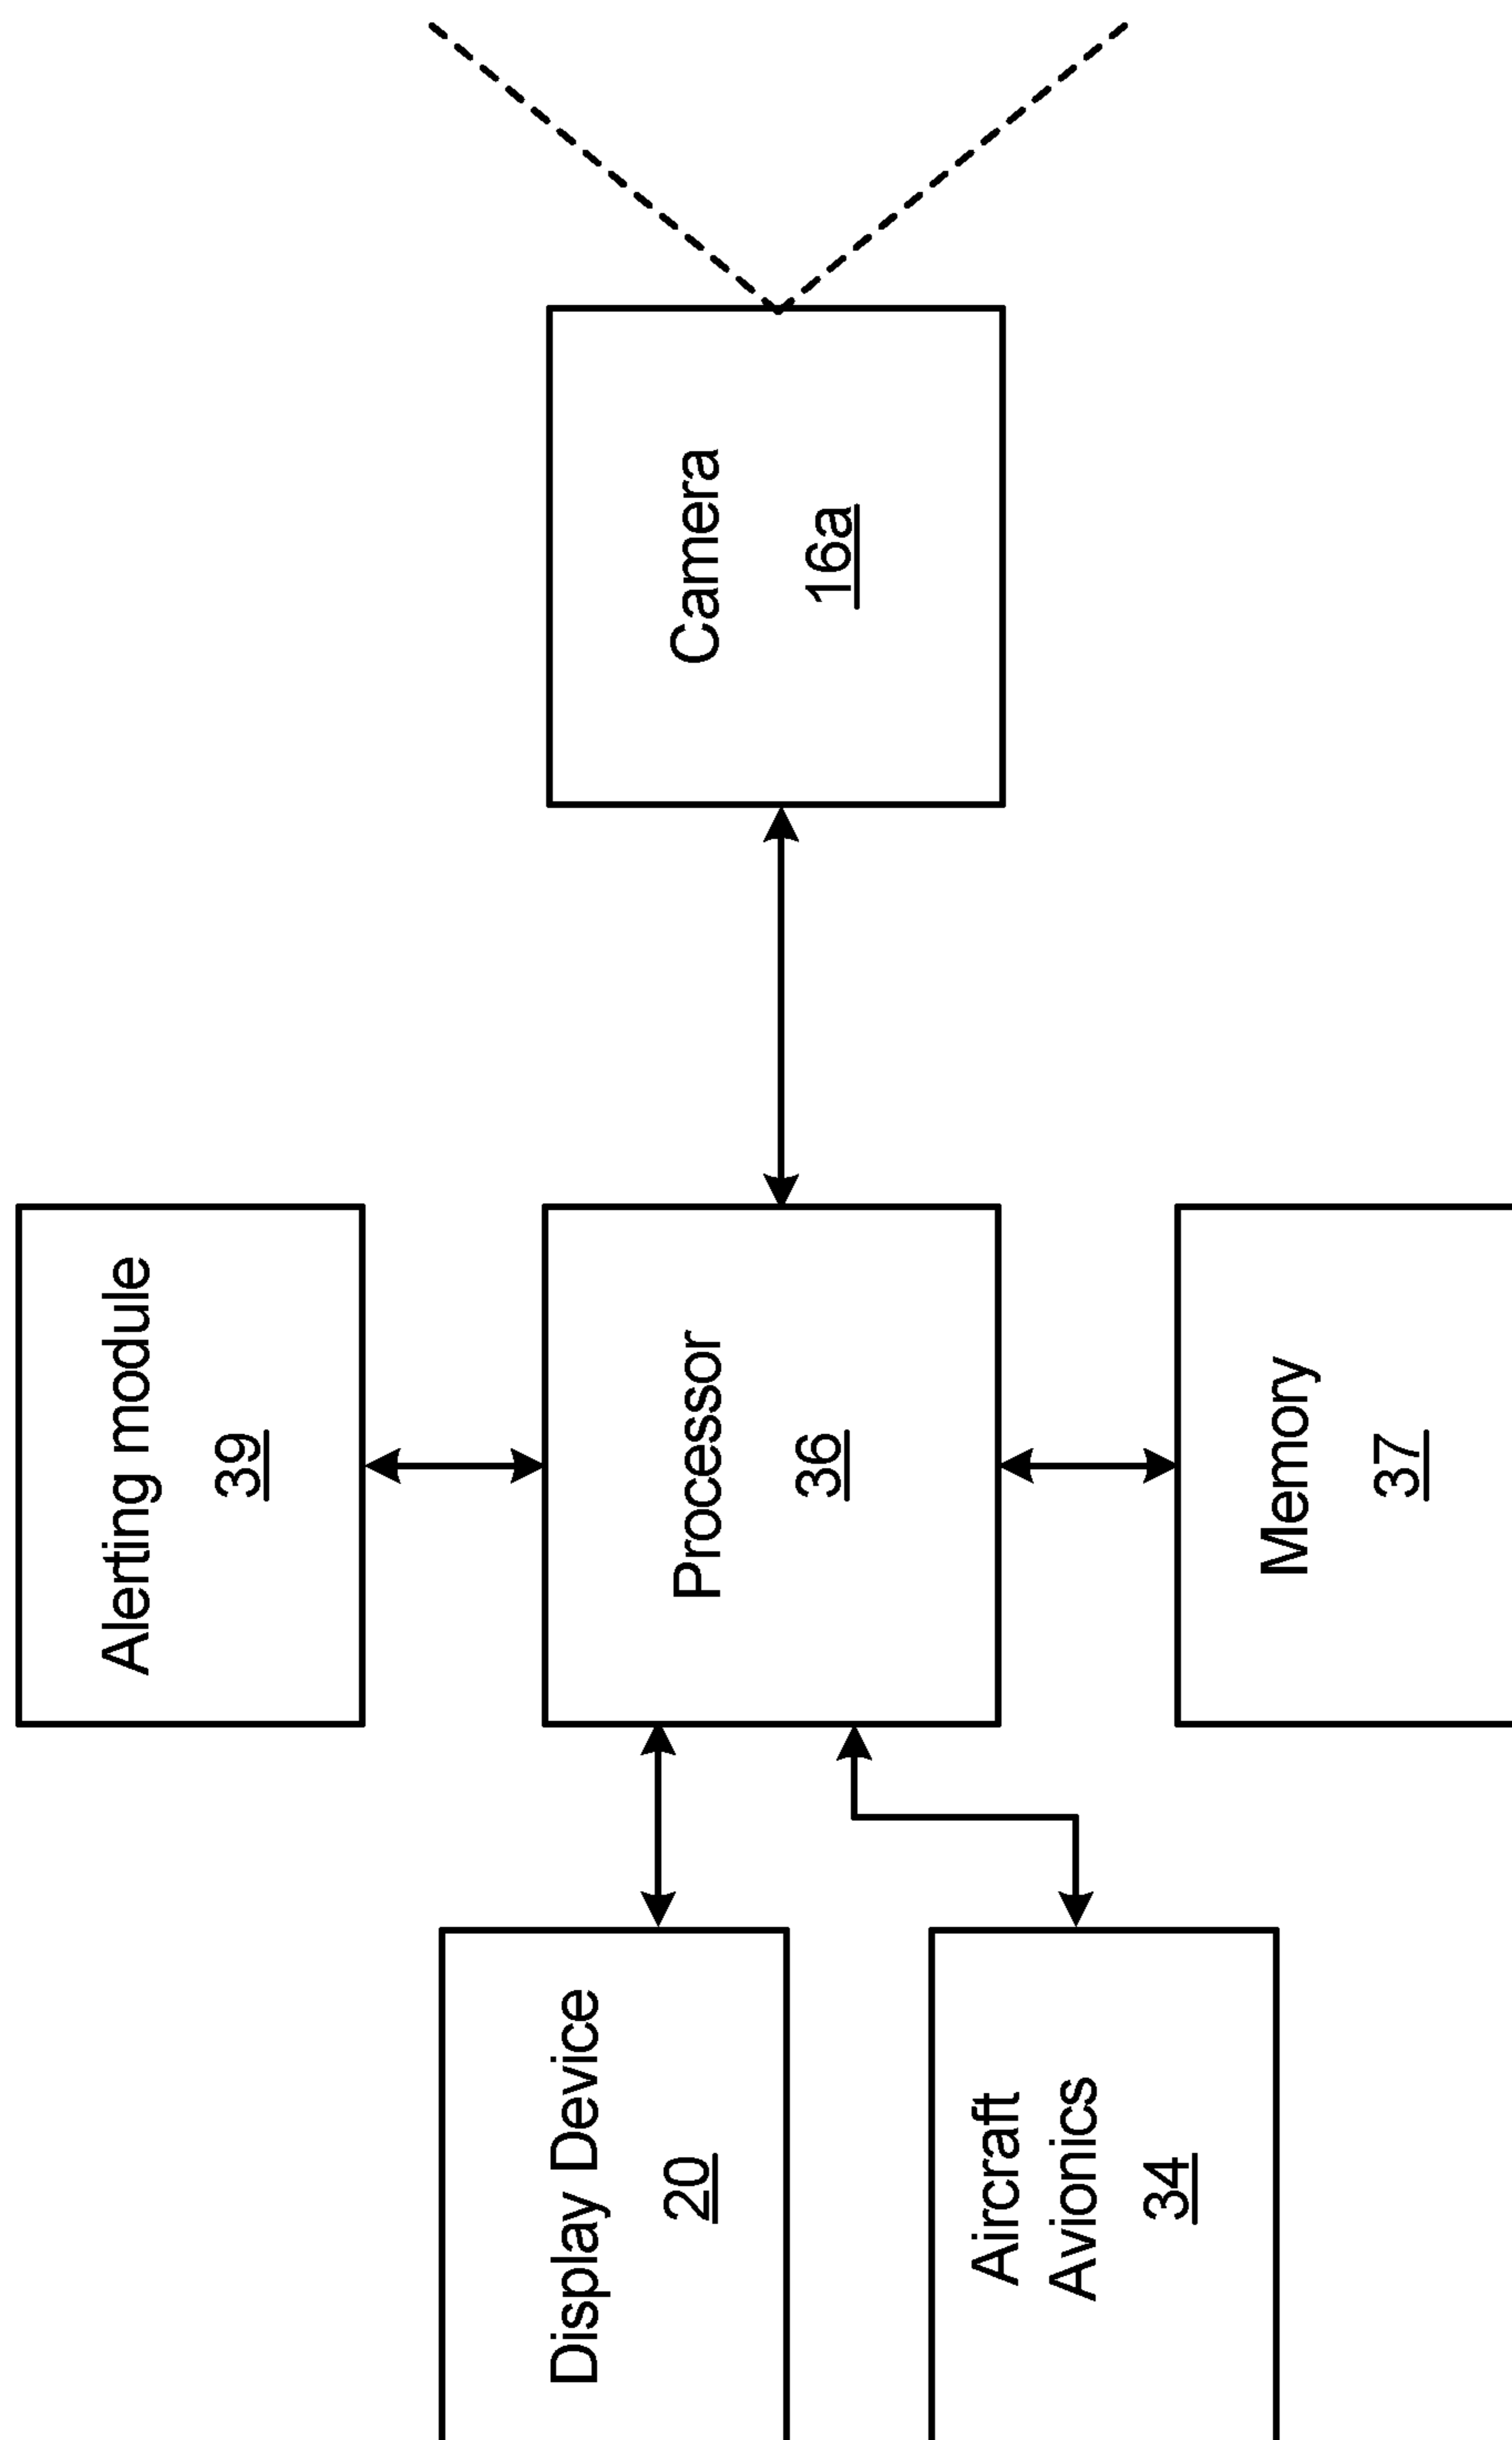 Alerting module
39
Display Device
20
Processor
36
Camera
16a
Aircraft
Avionics
34
Memory
37